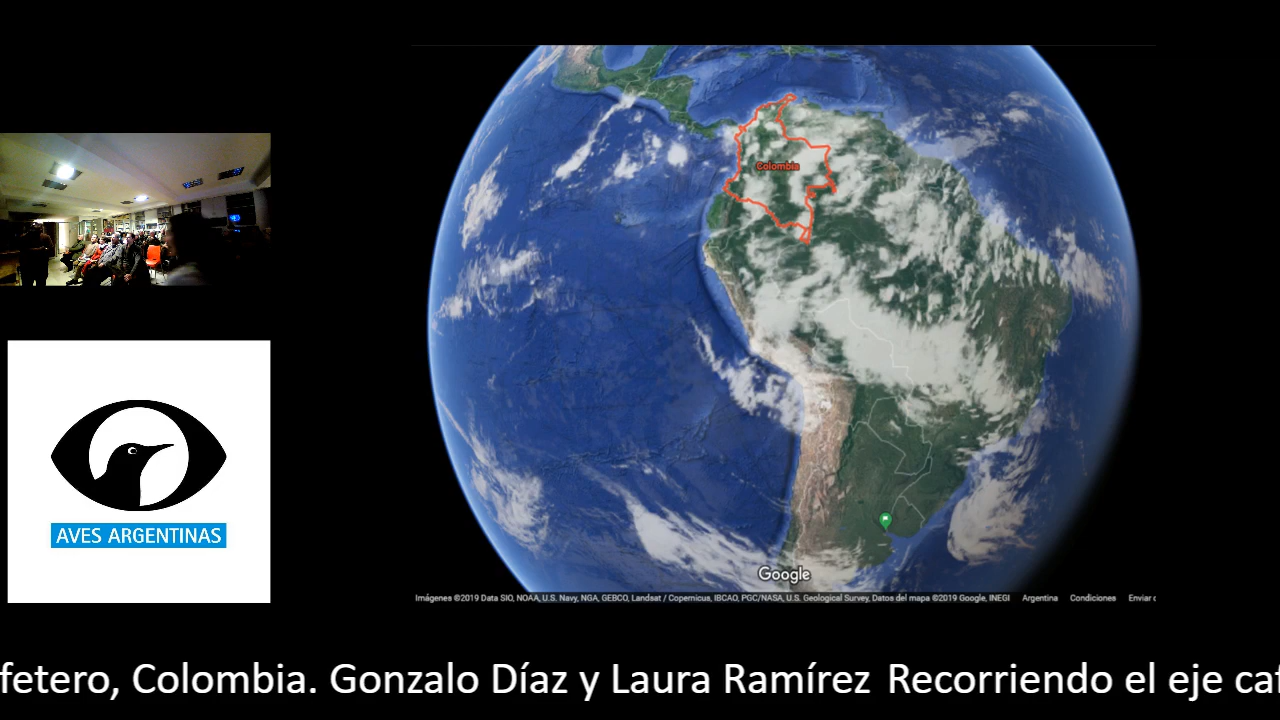 Colombia
AVES ARGENTINAS
Google
Imágenes ©2019 Data SIO, NOAA, U.S. Navy, NGA, GEBCO, Landsat / Copernicus, IBCAO, PGC/NASA, U.S. Geological Survey, Datos del mapa ©2019 Google, INEGI Argentina Condiciones Enviar c
fetero, Colombia. Gonzalo Díaz y Laura Ramírez Recorriendo el eje caf